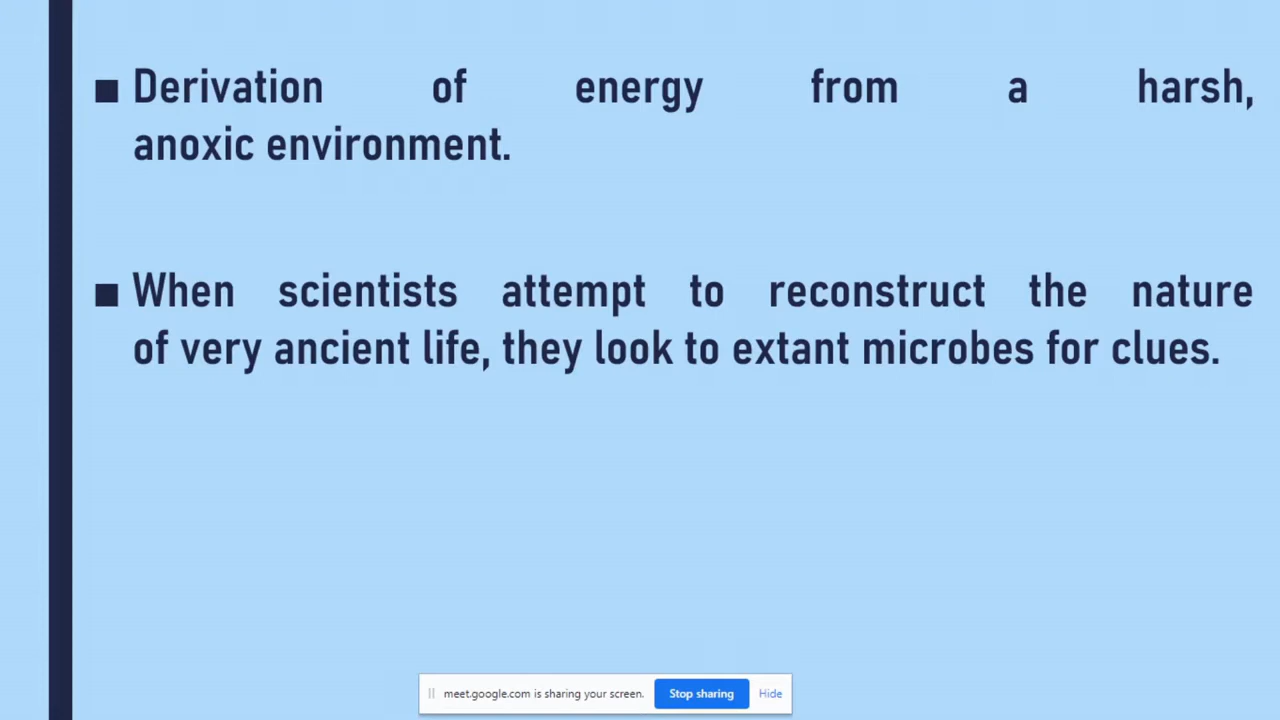 ■ Derivation of energy from a harsh,
anoxic environment.
■ When scientists attempt to reconstruct the nature
of very ancient life, they look to extant microbes for clues.
meet.google.com is sharing your screen. Stop sharing Hide